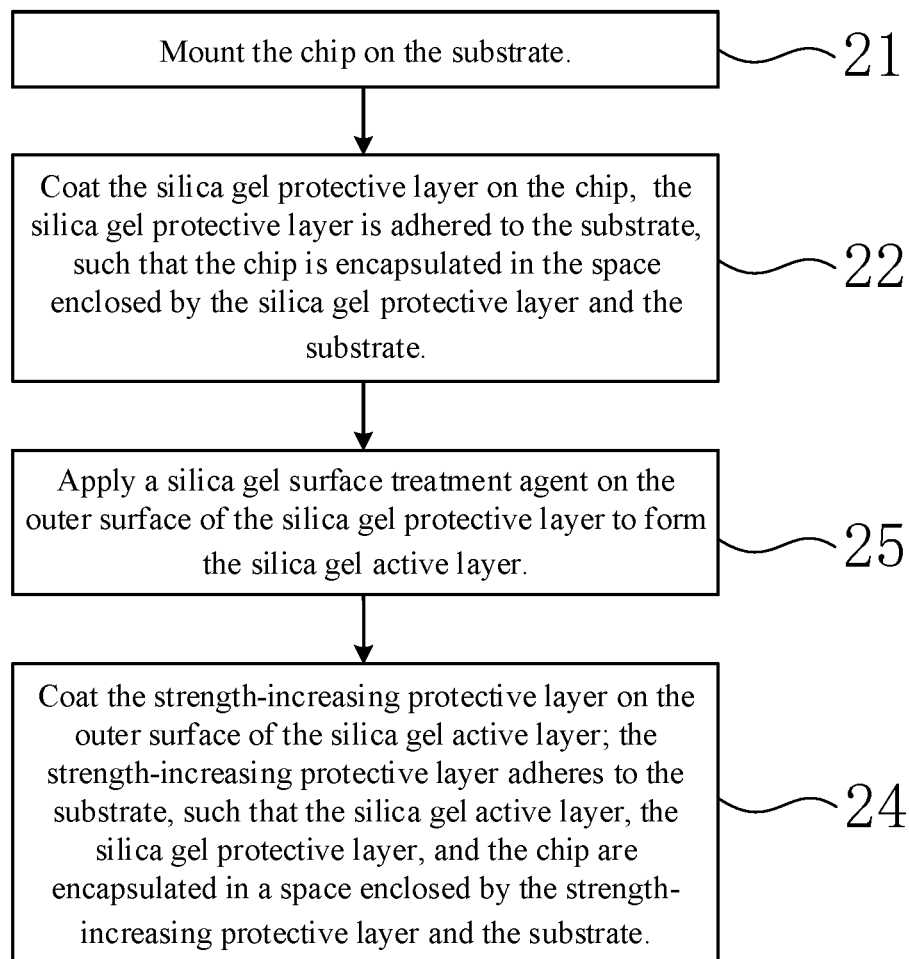 Mount the chip on the substrate.
21
Coat the silica gel protective layer on the chip, the
silica gel protective layer is adhered to the substrate,
such that the chip is encapsulated in the space
enclosed by the silica gel protective layer and the
substrate.
22
Apply a silica gel surface treatment agent on the
outer surface of the silica gel protective layer to form
the silica gel active layer.
25
Coat the strength-increasing protective layer on the
outer surface of the silica gel active layer; the
strength-increasing protective layer adheres to the
substrate, such that the silica gel active layer, the
silica gel protective layer, and the chip are
encapsulated in a space enclosed by the strength-
increasing protective layer and the substrate.
24